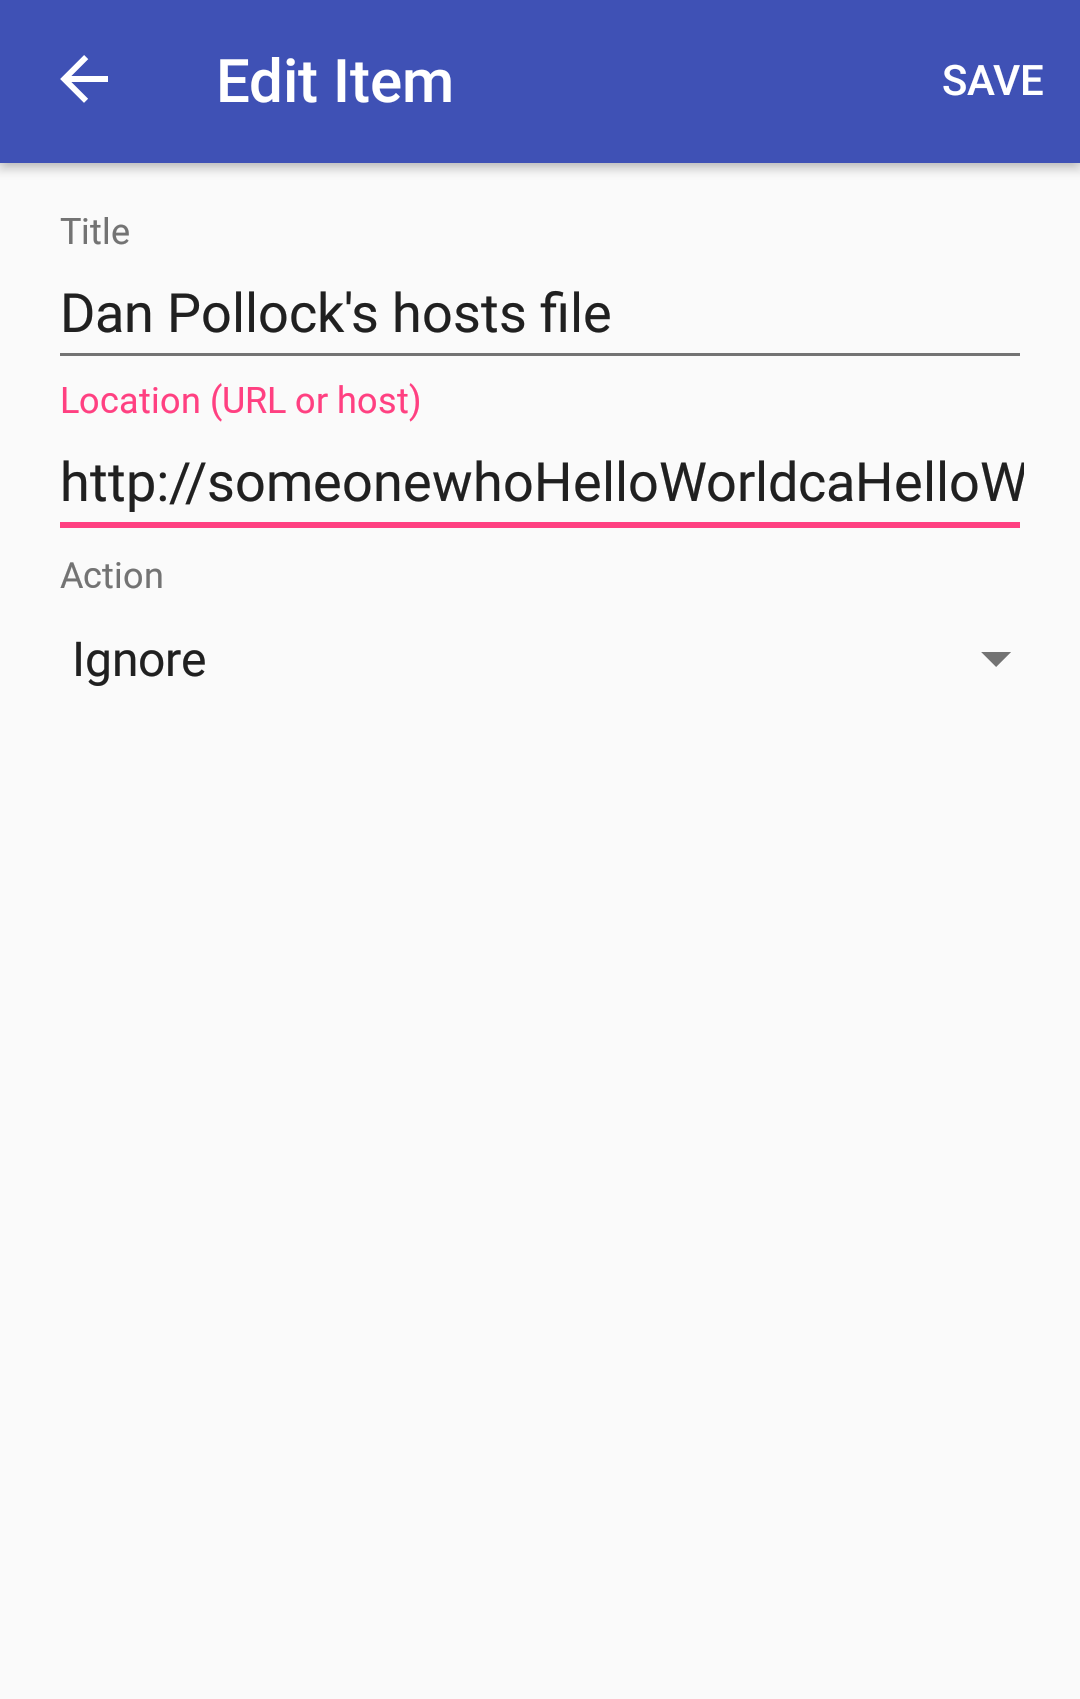 Edit Item
SAVE
Title
Dan Pollock's hosts file
Location (URL or host)
http://someonewhoHelloWorldcaHelloW
Action
Ignore